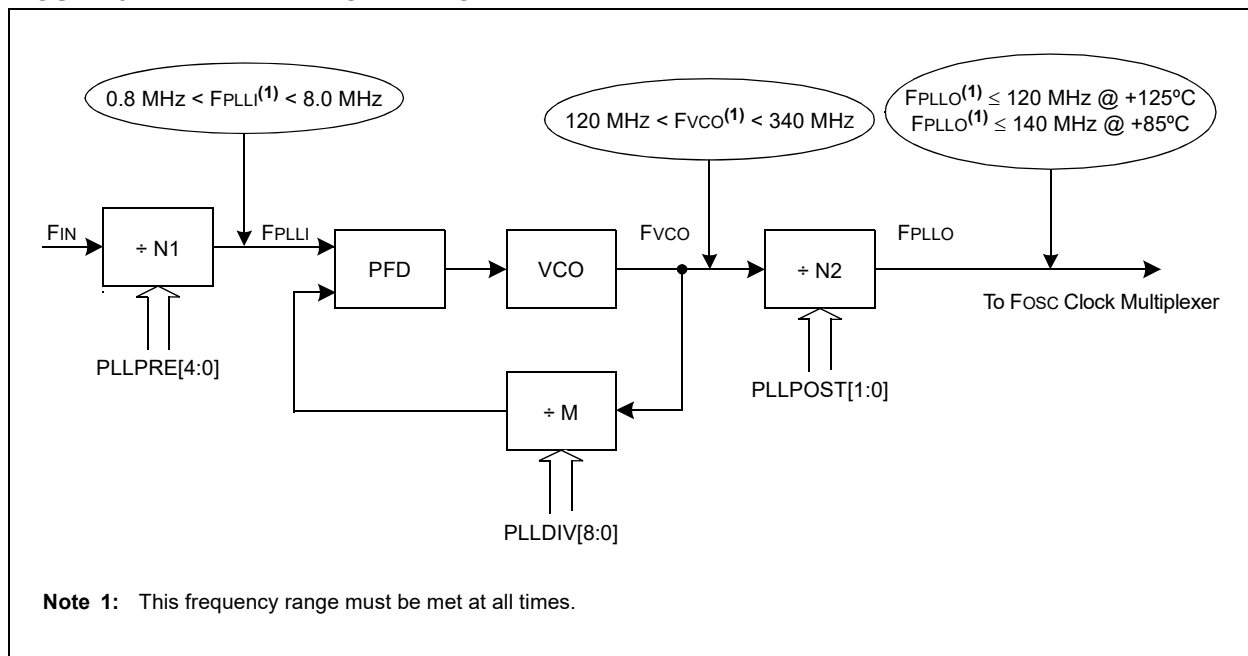 0.8 MHz < FPLLI(1) < 8.0 MHz
120 MHz < FVCO(1) < 340 MHz
FPLLO(1) ≤ 120 MHz @ +125ºC
FPLLO(1) ≤ 140 MHz @ +85ºC
FIN
÷ N1
FPLLI
PFD
VCO
FVCO
÷ N2
FPLLO
To FOSC Clock Multiplexer
PLLPRE[4:0]
÷ M
PLLPOST[1:0]
PLLDIV[8:0]
Note 1: This frequency range must be met at all times.